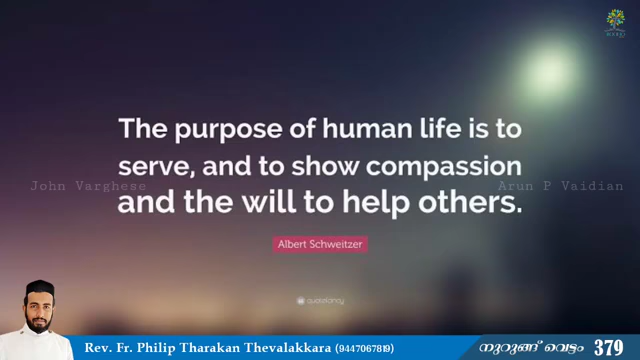 The purpose of human life is to
serve, and to show compassion
and the will to help others.
John Varghese
Arun P Vaidian
Albert Schweitzer
quotefancy
Rev. Fr. Philip Tharakan Thevalakkara (9447067819)
നുറുങ്ങ് വെട്ടം 379